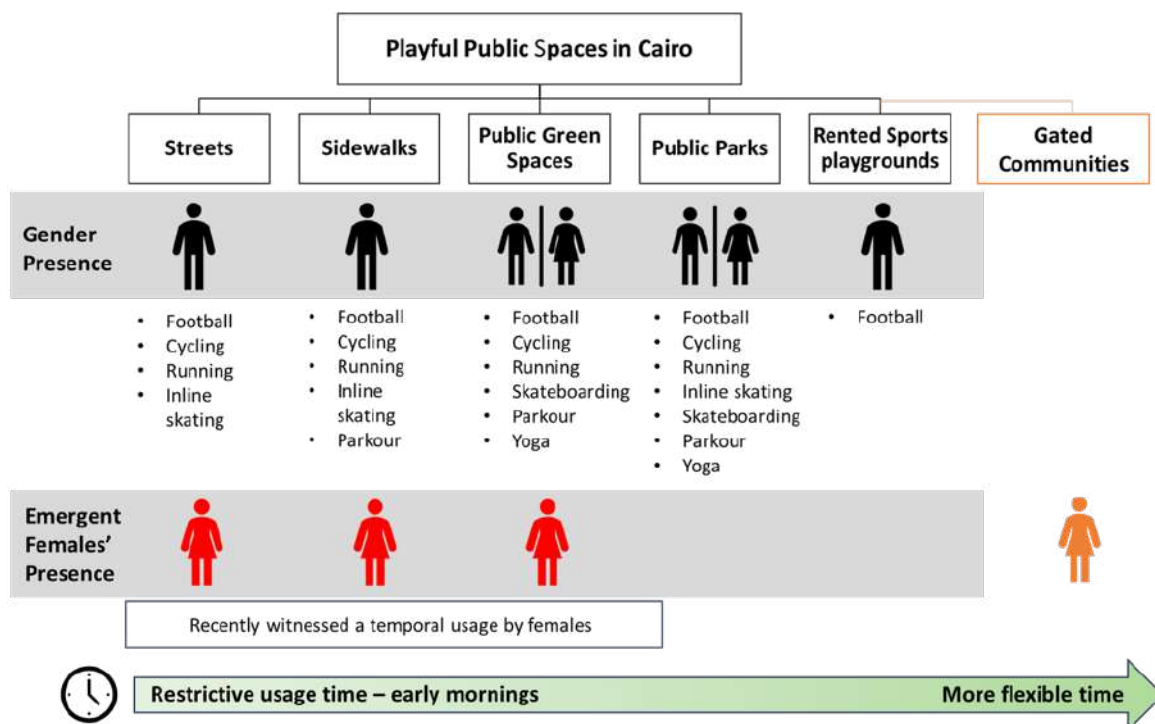 Playful Public Spaces in Cairo
Streets
Sidewalks
Public Green
Spaces
Public Parks
Rented Sports
playgrounds
Gated
Communities
Gender
Presence
• Football
• Cycling
• Running
• Inline
skating
• Football
• Cycling
• Running
• Inline
skating
• Parkour
• Football
• Cycling
• Running
• Skateboarding
• Parkour
• Yoga
• Football
• Cycling
• Running
• Inline skating
• Skateboarding
• Parkour
• Yoga
• Football
Emergent
Females’
Presence
Recently witnessed a temporal usage by females
Restrictive usage time – early mornings
More flexible time